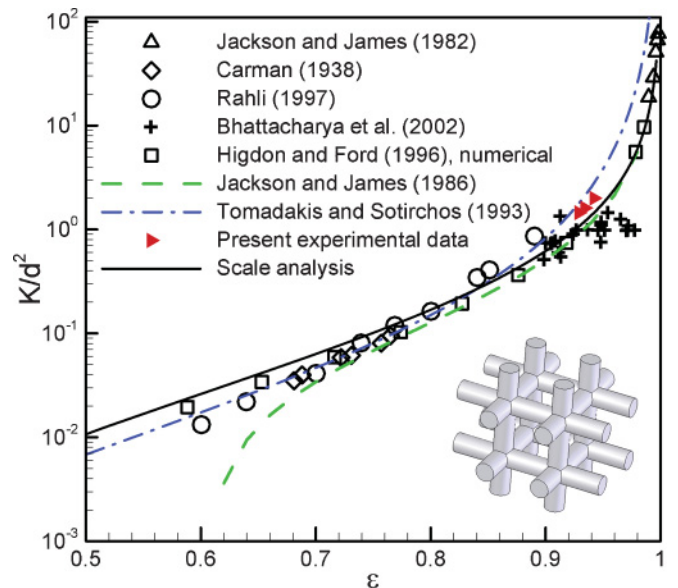 K/d²
10²
10¹
10⁰
10⁻¹
10⁻²
10⁻³
Jackson and James (1982)
Carman (1938)
Rahli (1997)
Bhattacharya et al. (2002)
Higdon and Ford (1996), numerical
Jackson and James (1986)
Tomadakis and Sotirchos (1993)
Present experimental data
Scale analysis
0.5 0.6 0.7 0.8 0.9 1
ε